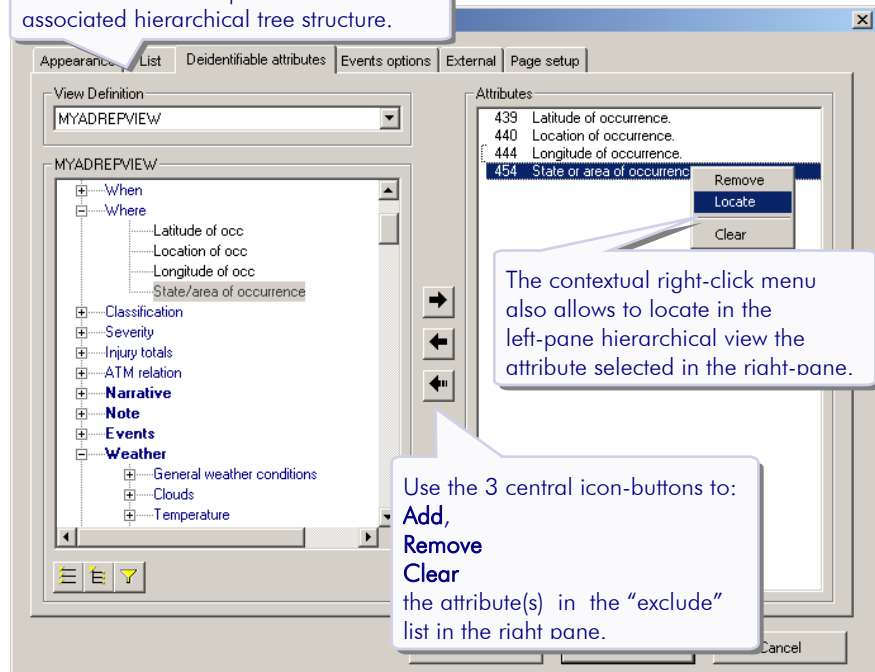 associated hierarchical tree structure.
Appearance List Deidentifiable attributes Events options External Page setup
View Definition
MYADREPVIEW
MYADREPVIEW
When
Where
Latitude of occ
Location of occ
Longitude of occ
State/area of occurrence
Classification
Severity
Injury totals
ATM relation
Narrative
Note
Events
Weather
General weather conditions
Clouds
Temperature
Attributes
439 Latitude of occurrence.
440 Location of occurrence.
444 Longitude of occurrence.
454 State or area of occurrenc
Remove
Locate
Clear
The contextual right-click menu
also allows to locate in the
left-pane hierarchical view the
attribute selected in the right-pane.
Use the 3 central icon-buttons to:
Add,
Remove
Clear
the attribute(s) in the “exclude”
list in the right pane.
Cancel